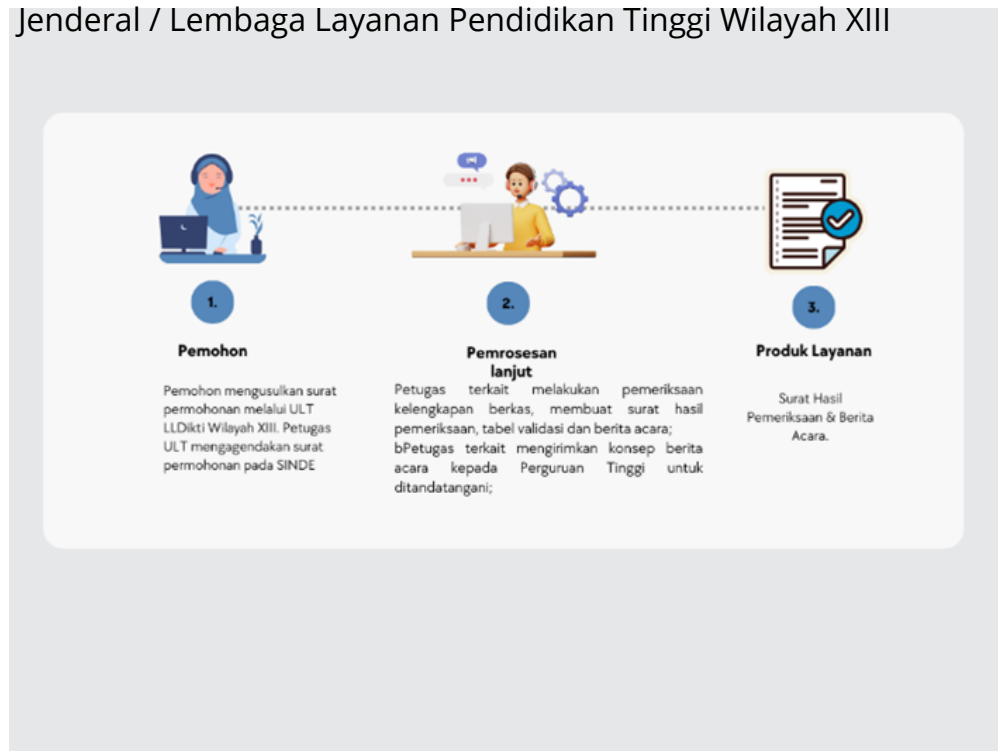 Jenderal / Lembaga Layanan Pendidikan Tinggi Wilayah XIII
1.
Pemohon
Pemohon mengusulkan surat
permohonan melalui ULT
LLDikti Wilayah XIII. Petugas
ULT mengagendakan surat
permohonan pada SINDE
2.
Pemrosesan
lanjut
Petugas terkait melakukan pemeriksaan
kelengkapan berkas, membuat surat hasil
pemeriksaan, tabel validasi dan berita acara;
bPetugas terkait mengirimkan konsep berita
acara kepada Perguruan Tinggi untuk
ditandatangani;
3.
Produk Layanan
Surat Hasil
Pemeriksaan & Berita
Acara.